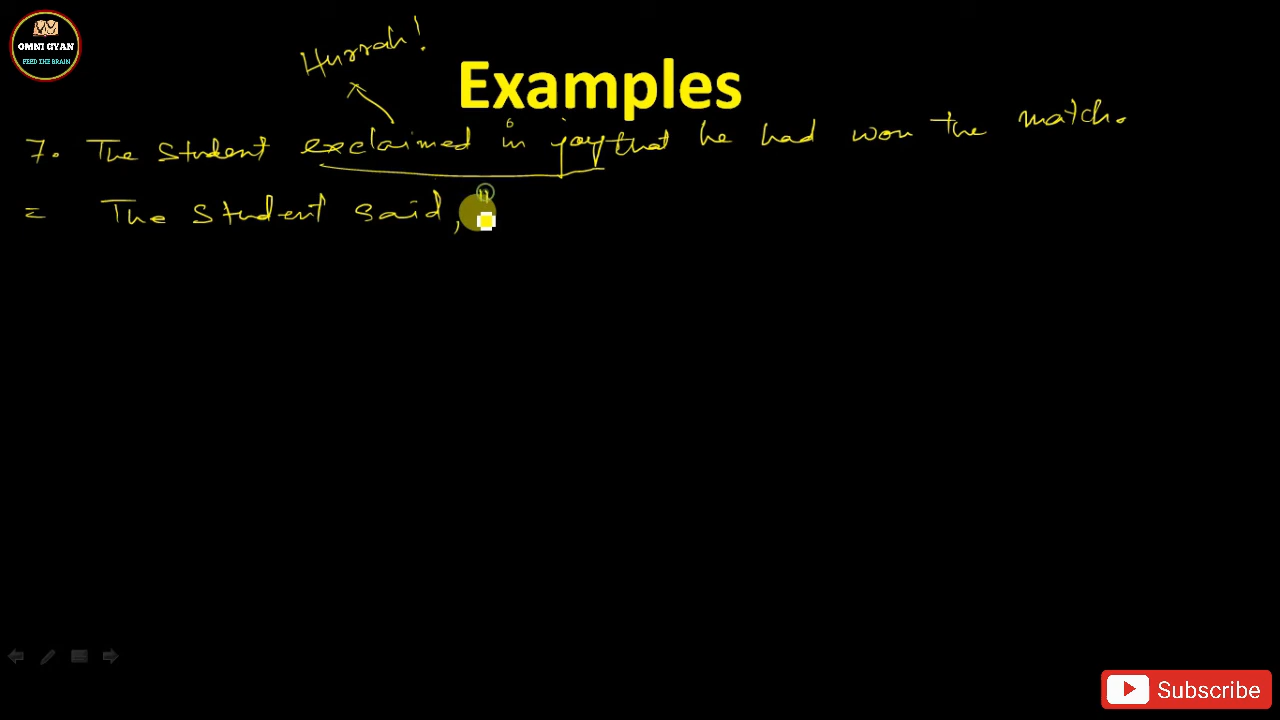 OMNI GYAN
FEED THE BRAIN
Hurrah!
Examples
7. The student exclaimed in joy that he had won the match.
= The student said, "
Subscribe